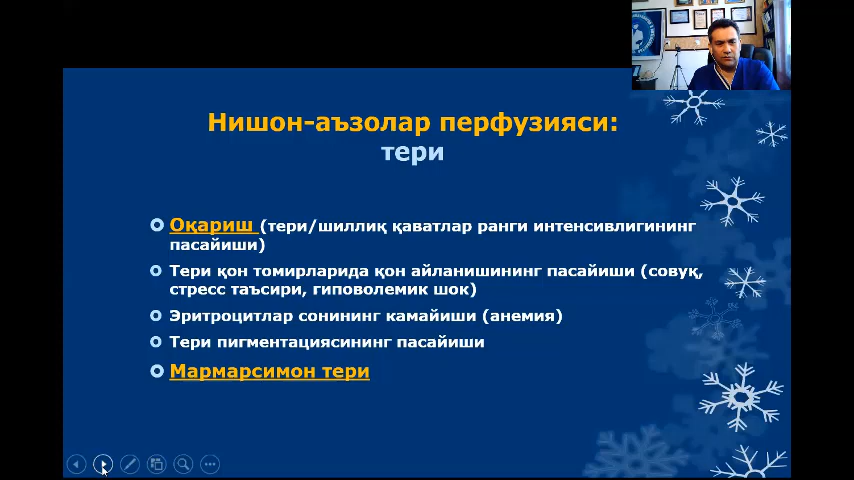 Нишон-аъзолар перфузияси:
тери
Оқариш (тери/шиллиқ қаватлар ранги интенсивлигининг
пасайиши)
Тери қон томирларида қон айланишининг пасайиши (совуқ,
стресс таъсири, гиповолемик шок)
Эритроцитлар сонининг камайиши (анемия)
Тери пигментациясининг пасайиши
Мармарсимон тери